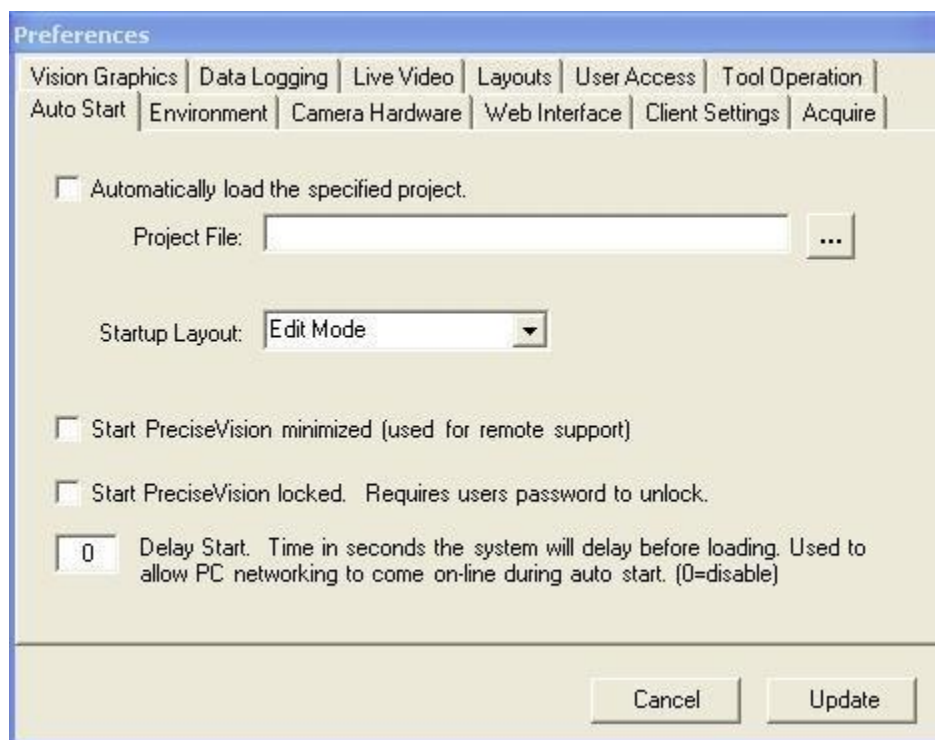 Preferences
Vision Graphics Data Logging Live Video Layouts User Access Tool Operation
Auto Start Environment Camera Hardware Web Interface Client Settings Acquire
Automatically load the specified project.
Project File: ...
Startup Layout: Edit Mode
Start PreciseVision minimized (used for remote support)
Start PreciseVision locked. Requires users password to unlock.
0 Delay Start. Time in seconds the system will delay before loading. Used to
allow PC networking to come on-line during auto start. (0=disable)
Cancel Update